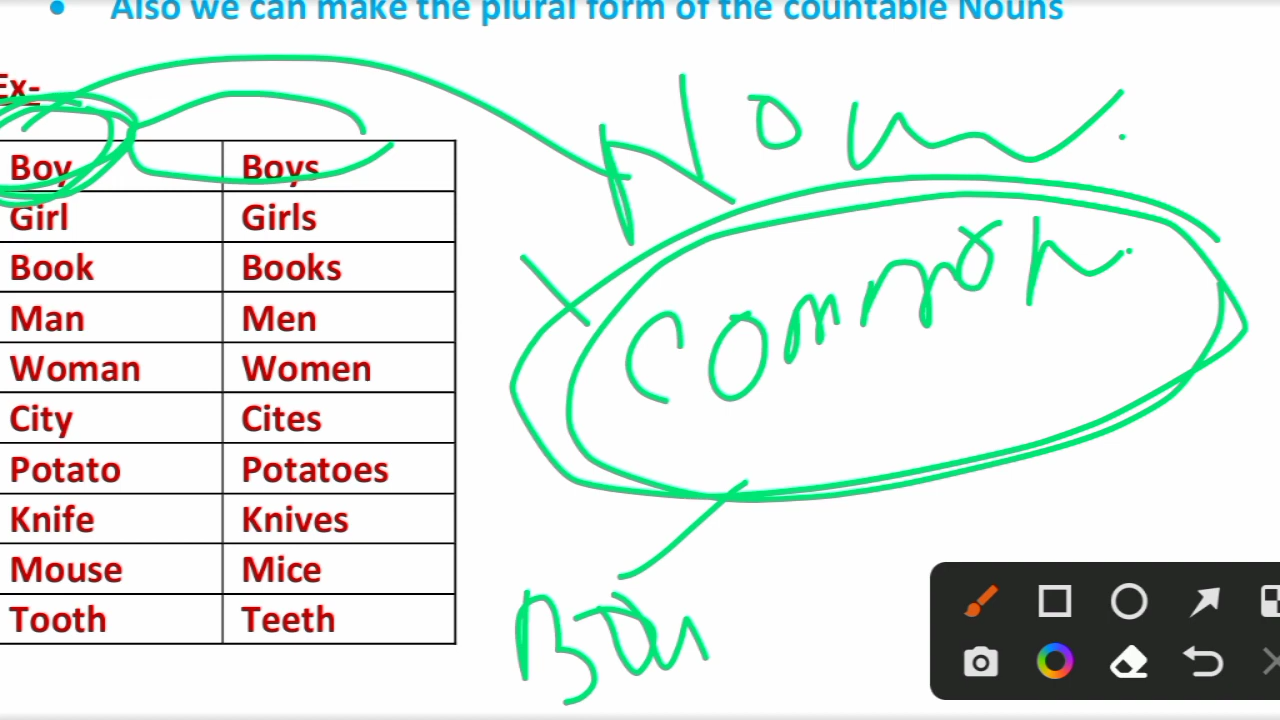 • Also we can make the plural form of the countable Nouns
Ex-
Noun.
Boy Boys
Girl Girls
Common.
Book Books
Man Men
Woman Women
City Cites
Potato Potatoes
Knife Knives
Mouse Mice
Tooth Teeth